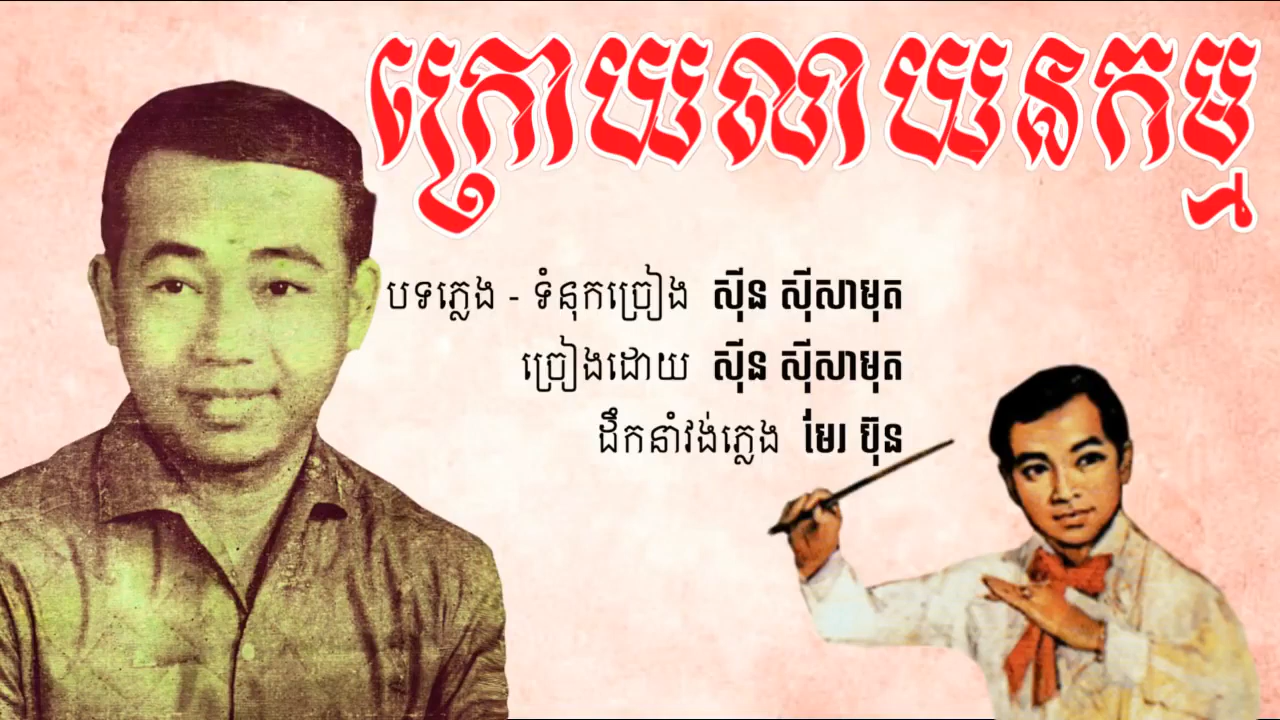 ក្រោយលាយនកម្ម
បទភ្លេង - ទំនុកច្រៀង ស៊ីន ស៊ីសាមុត
ច្រៀងដោយ ស៊ីន ស៊ីសាមុត
ដឹកនាំវង់ភ្លេង ម៉ែរ ប៊ុន